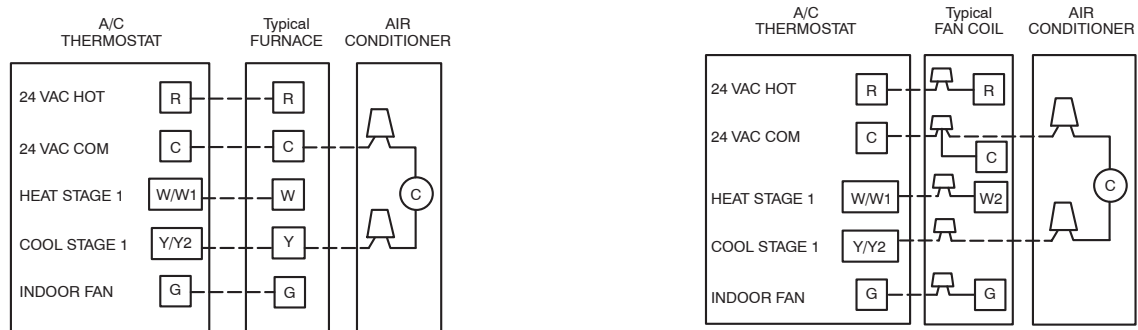 A/C
THERMOSTAT
Typical
FURNACE
AIR
CONDITIONER
24 VAC HOT
R
R
24 VAC COM
C
C
HEAT STAGE 1
W/W1
W
C
COOL STAGE 1
Y/Y2
Y
INDOOR FAN
G
G
A/C
THERMOSTAT
Typical
FAN COIL
AIR
CONDITIONER
24 VAC HOT
R
R
24 VAC COM
C
C
HEAT STAGE 1
W/W1
W2
C
COOL STAGE 1
Y/Y2
INDOOR FAN
G
G